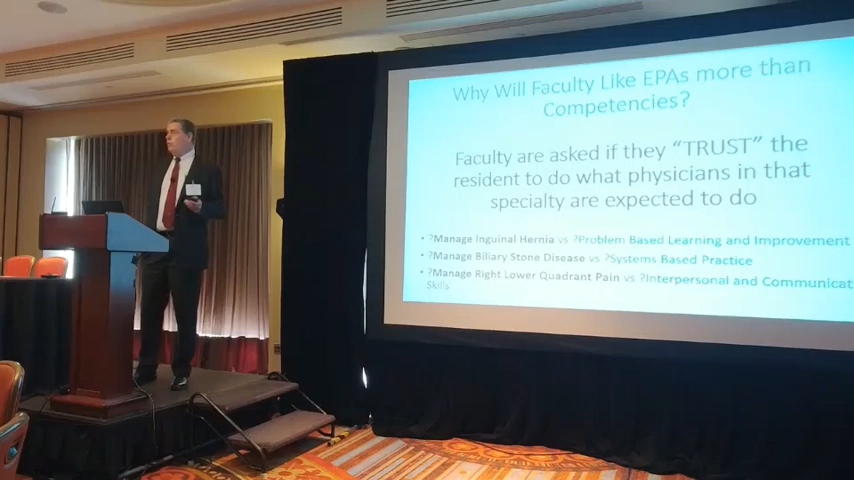 Why Will Faculty Like EPAs more than
Competencies?
Faculty are asked if they “TRUST” the
resident to do what physicians in that
specialty are expected to do
• ?Manage Inguinal Hernia vs ?Problem Based Learning and Improvement
• ?Manage Biliary Stone Disease vs ?Systems Based Practice
• ?Manage Right Lower Quadrant Pain vs ?Interpersonal and Communicat
Skills